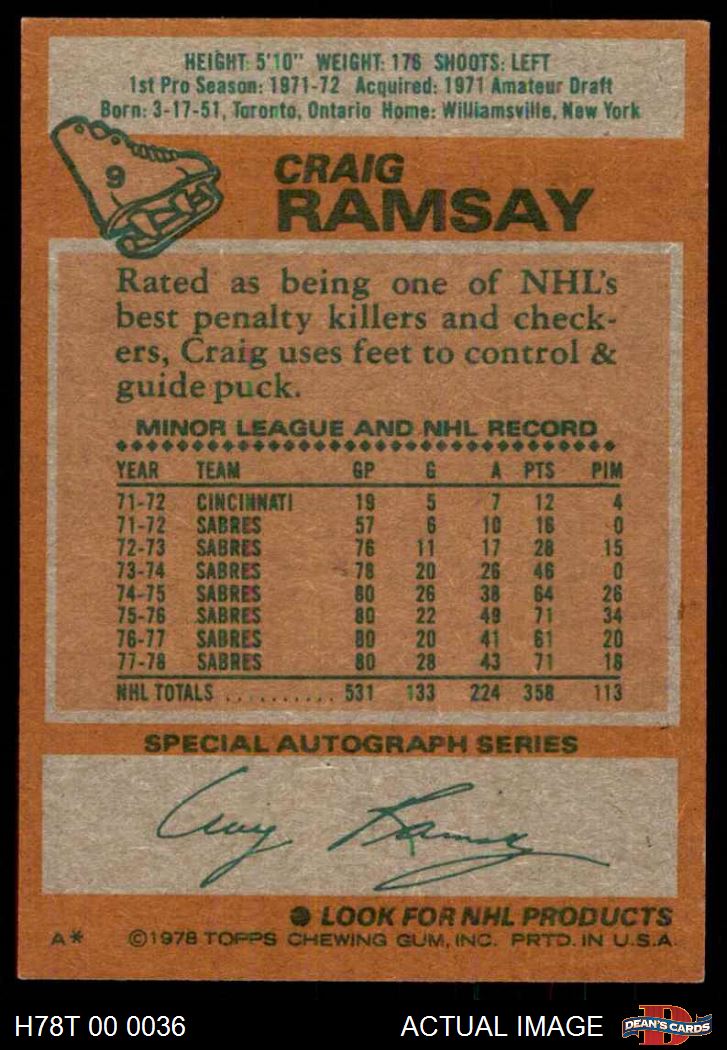 HEIGHT: 5'10" WEIGHT: 176 SHOOTS: LEFT
1st Pro Season: 1971-72 Acquired: 1971 Amateur Draft
Born: 3-17-51, Toronto, Ontario Home: Williamsville, New York
9
CRAIG
RAMSAY
Rated as being one of NHL's
best penalty killers and check-
ers, Craig uses feet to control &
guide puck.
MINOR LEAGUE AND NHL RECORD
YEAR TEAM GP G A PTS PIM
71-72 CINCINNATI 19 5 7 12 4
71-72 SABRES 57 6 10 16 0
72-73 SABRES 76 11 17 28 15
73-74 SABRES 78 20 26 46 0
74-75 SABRES 80 26 38 64 26
75-76 SABRES 80 22 49 71 34
76-77 SABRES 80 20 41 61 20
77-78 SABRES 80 28 43 71 18
NHL TOTALS .......... 531 133 224 358 113
SPECIAL AUTOGRAPH SERIES
Craig Ramsay
LOOK FOR NHL PRODUCTS
A* ©1978 TOPPS CHEWING GUM, INC. PRTD. IN U.S.A.
H78T 00 0036 ACTUAL IMAGE D DEAN'S CARDS